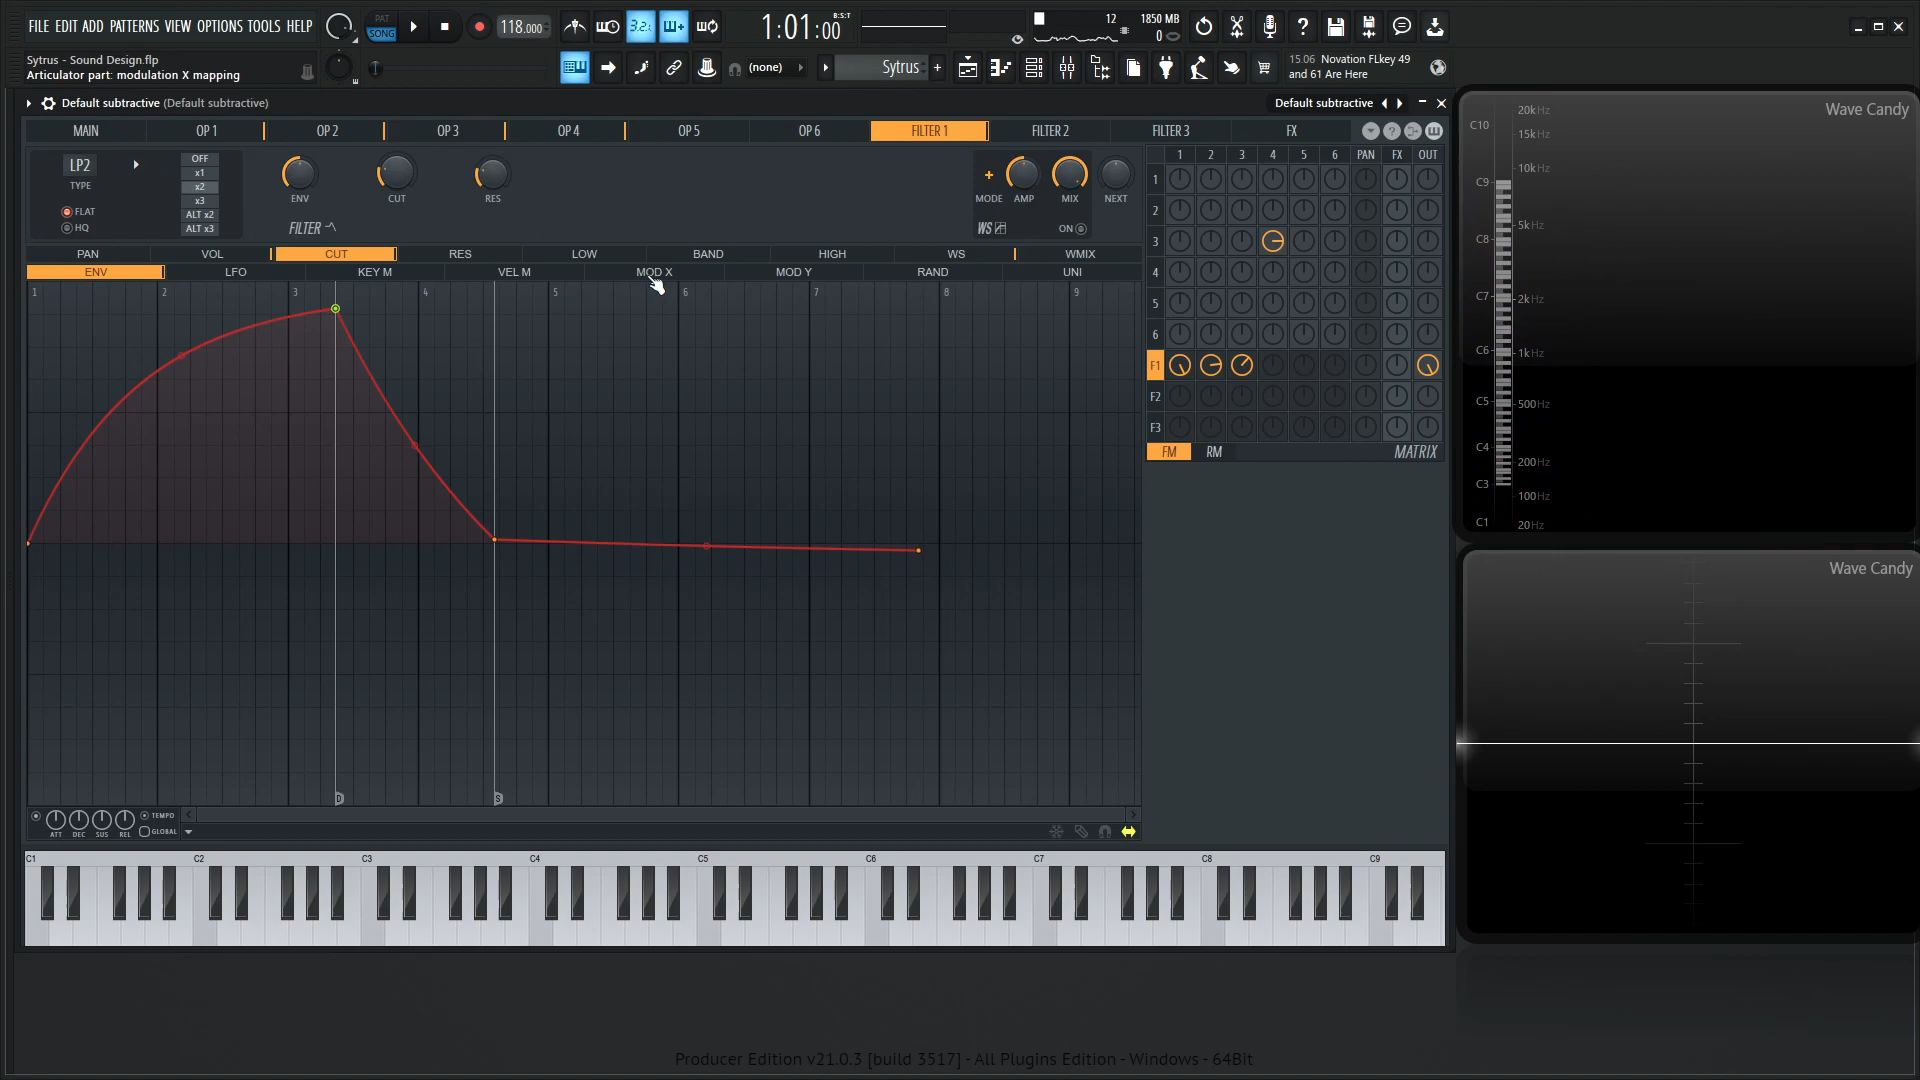 FILE EDIT ADD PATTERNS VIEW OPTIONS TOOLS HELP
PAT
SONG
118.000
3.2.:
1:01:00
B:S:T
12
1850 MB
0
Sytrus - Sound Design.flp
Articulator part: modulation X mapping
(none)
Sytrus
15.06 Novation FLkey 49
and 61 Are Here
Default subtractive (Default subtractive)
Default subtractive
MAIN OP 1 OP 2 OP 3 OP 4 OP 5 OP 6 FILTER 1 FILTER 2 FILTER 3 FX
LP2
TYPE
FLAT
HQ
OFF
x1
x2
x3
ALT x2
ALT x3
ENV CUT RES
FILTER
MODE AMP MIX NEXT
WS
ON
1 2 3 4 5 6 PAN FX OUT
1
2
3
4
5
6
F1
F2
F3
FM RM MATRIX
PAN VOL CUT RES LOW BAND HIGH WS WMIX
ENV LFO KEY M VEL M MOD X MOD Y RAND UNI
1 2 3 4 5 6 7 8 9
D S
ATT DEC SUS REL
TEMPO
GLOBAL
C1 C2 C3 C4 C5 C6 C7 C8 C9
Wave Candy
C10
C9
C8
C7
C6
C5
C4
C3
C1
20kHz
15kHz
10kHz
5kHz
2kHz
1kHz
500Hz
200Hz
100Hz
20Hz
Wave Candy
Producer Edition v21.0.3 [build 3517] - All Plugins Edition - Windows - 64Bit